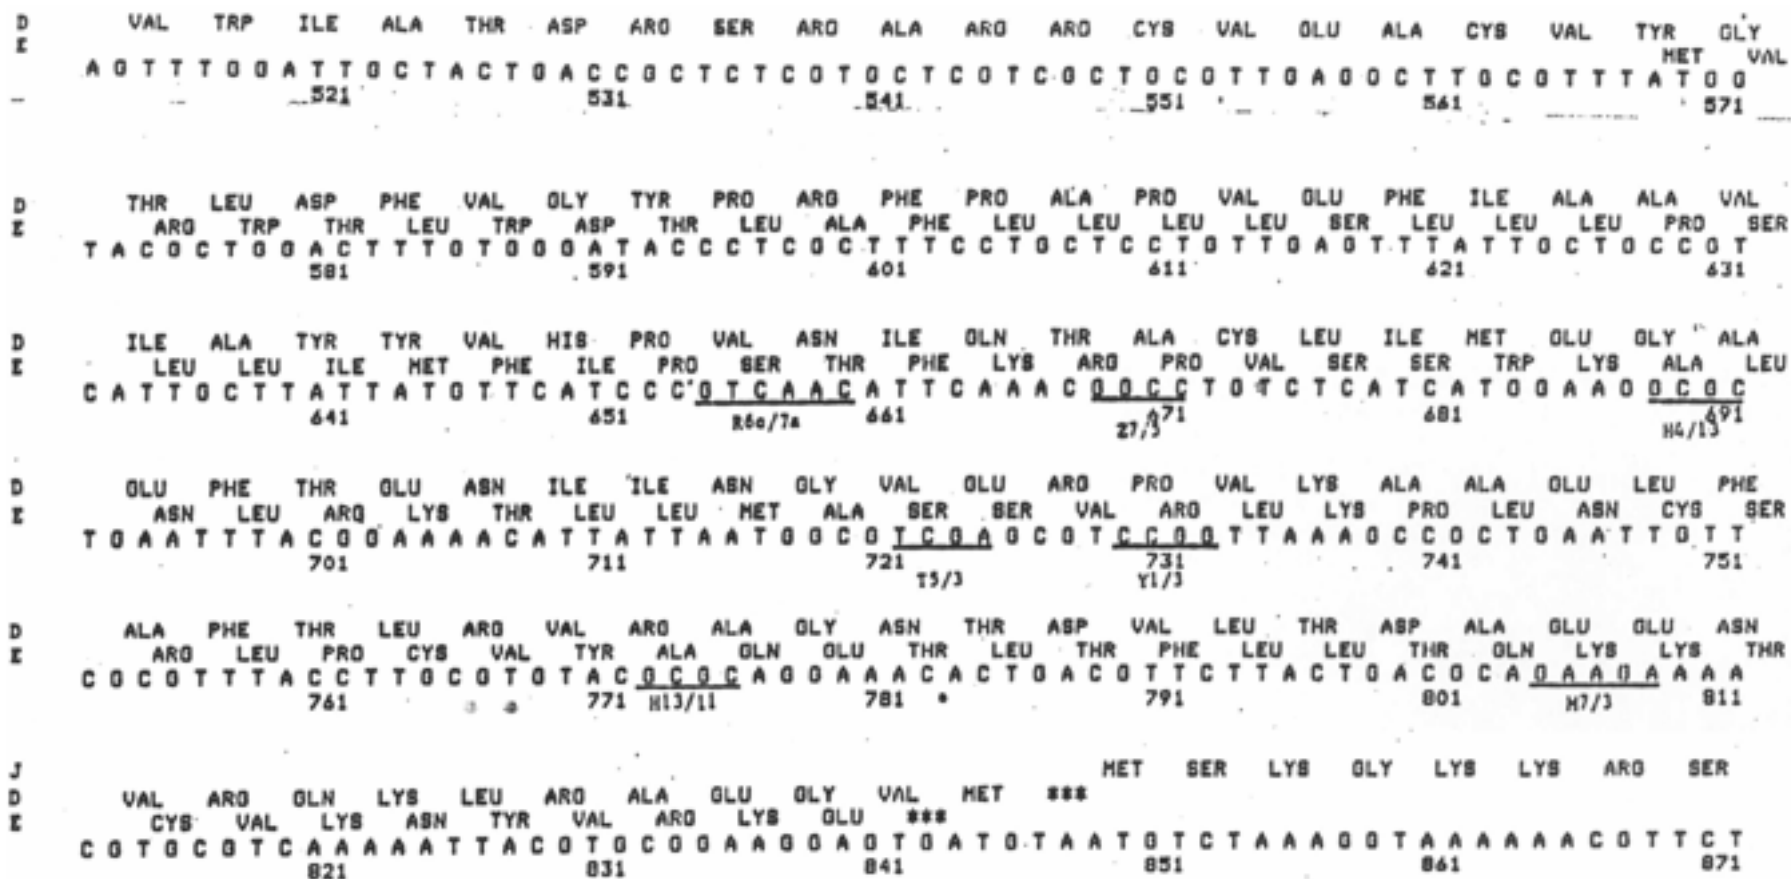 D VAL TRP ILE ALA THR ASP ARG SER ARG ALA ARG ARG CYS VAL GLU ALA CYS VAL TYR GLY
E MET VAL
A G T T T G G A T T G C T A C T G A C C G C T C T C G T G C T C G T C G C T G C G T T G A G G C T T G C G T T T A T G G
521 531 541 551 561 571
D THR LEU ASP PHE VAL GLY TYR PRO ARG PHE PRO ALA PRO VAL GLU PHE ILE ALA ALA VAL
E ARG TRP THR LEU TRP ASP THR LEU ALA PHE LEU LEU LEU LEU SER LEU LEU LEU PRO SER
T A C G C T G G A C T T T G T G G G A T A C C C T C G C T T T C C T G C T C C T G T T G A G T T T A T T G C T G C C G T
581 591 601 611 621 631
D ILE ALA TYR TYR VAL HIS PRO VAL ASN ILE GLN THR ALA CYS LEU ILE MET GLU GLY ALA
E LEU LEU ILE MET PHE ILE PRO SER THR PHE LYS ARG PRO VAL SER SER TRP LYS ALA LEU
C A T T G C T T A T T A T G T T C A T C C C G T C A A C A T T C A A A C G G C C T G T C T C A T C A T G G A A G G C G C
641 651 R6c/7a 661 Z7/3 671 681 H4/13 691
D GLU PHE THR GLU ASN ILE ILE ASN GLY VAL GLU ARG PRO VAL LYS ALA ALA GLU LEU PHE
E ASN LEU ARG LYS THR LEU LEU MET ALA SER SER VAL ARG LEU LYS PRO LEU ASN CYS SER
T G A A T T T A C G G A A A A C A T T A T T A A T G G C G T C G A G C G T C C G G T T A A A G C C G C T G A A T T G T T
701 711 721 T5/3 731 Y1/3 741 751
D ALA PHE THR LEU ARG VAL ARG ALA GLY ASN THR ASP VAL LEU THR ASP ALA GLU GLU ASN
E ARG LEU PRO CYS VAL TYR ALA GLN GLU THR LEU THR PHE LEU LEU THR GLN LYS LYS THR
C G C G T T T A C C T T G C G T G T A C G C G C A G G A A A C A C T G A C G T T C T T A C T G A C G C A G A A G A A A A
761 771 H13/11 781 791 801 M7/3 811
J MET SER LYS GLY LYS LYS ARG SER
D VAL ARG GLN LYS LEU ARG ALA GLU GLY VAL MET ***
E CYS VAL LYS ASN TYR VAL ARG LYS GLU ***
C G T G C G T C A A A A A T T A C G T G C G G A A G G A G T G A T G T A A T G T C T A A A G G T A A A A A A C G T T C T
821 831 841 851 861 871